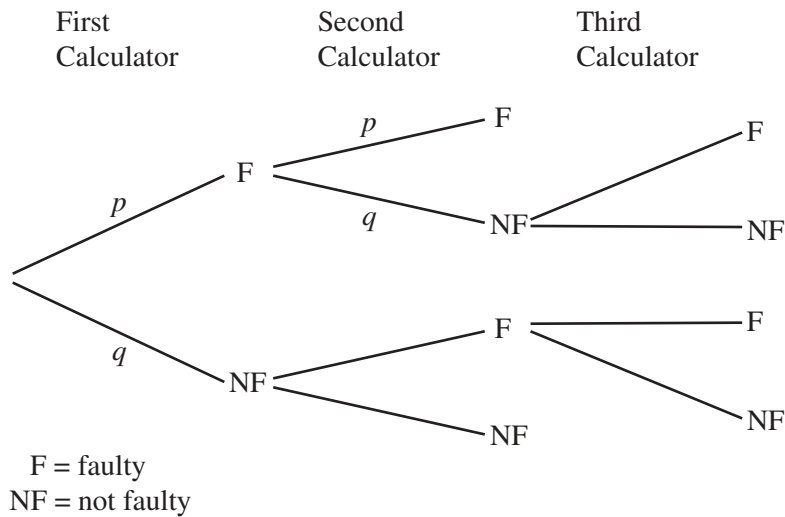 First Calculator
Second Calculator
Third Calculator
p
F
p
F
q
NF
F
NF
q
NF
F
F
NF
NF
F = faulty
NF = not faulty